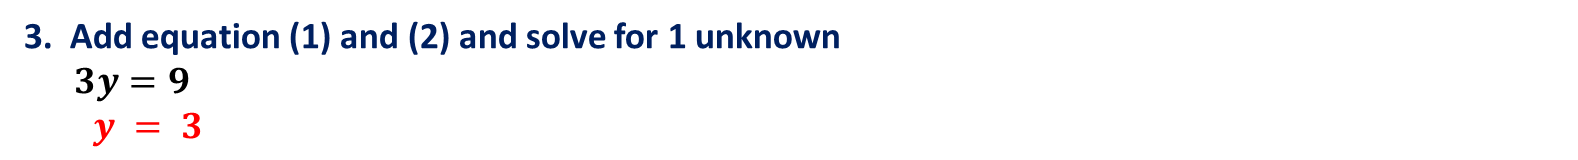 3. Add equation (1) and (2) and solve for 1 unknown
3y = 9
y = 3